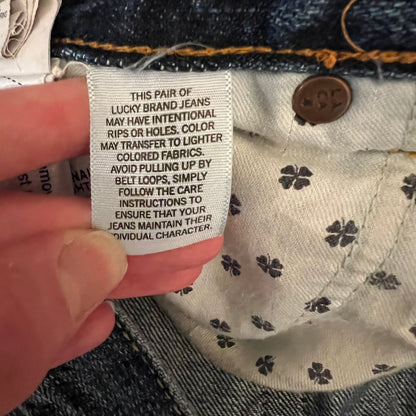 THIS PAIR OF
LUCKY BRAND JEANS
MAY HAVE INTENTIONAL
RIPS OR HOLES. COLOR
MAY TRANSFER TO LIGHTER
COLORED FABRICS.
AVOID PULLING UP BY
BELT LOOPS, SIMPLY
FOLLOW THE CARE
INSTRUCTIONS TO
ENSURE THAT YOUR
JEANS MAINTAIN THEIR
INDIVIDUAL CHARACTER.